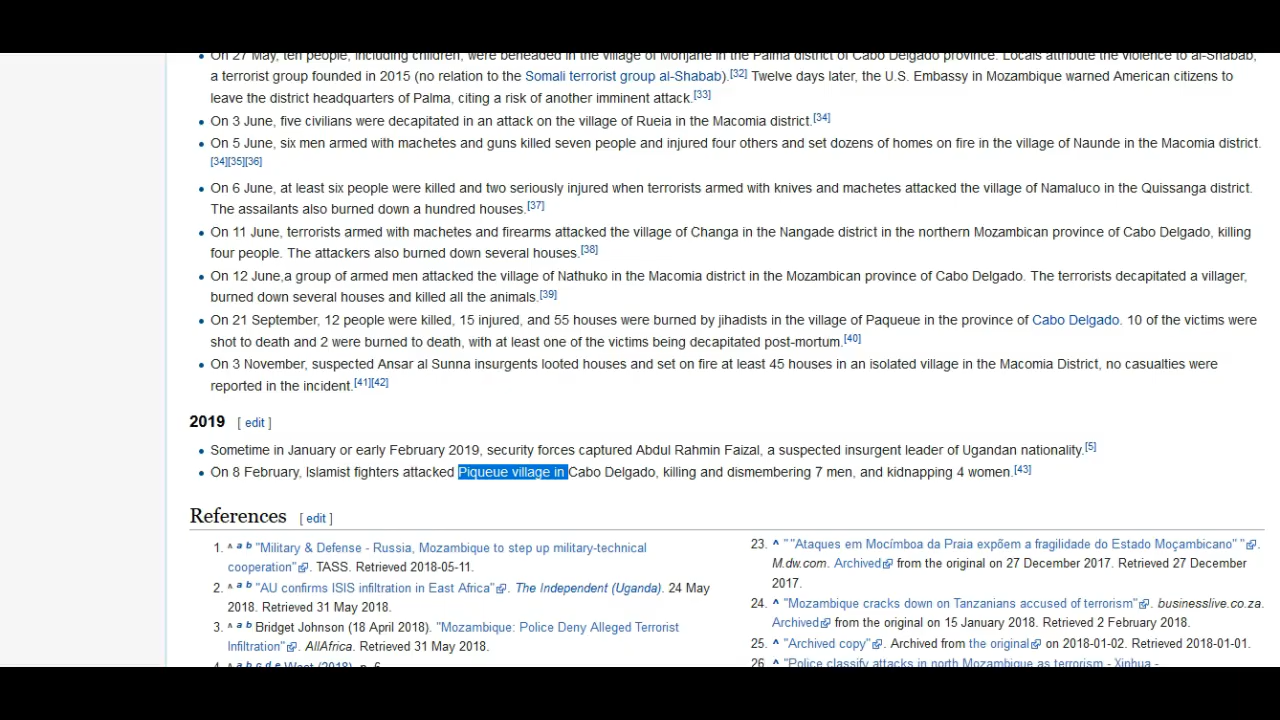 On 27 May, ten people, including children, were beheaded in the village of Monjane in the Palma district of Cabo Delgado province. Locals attribute the violence to al-Shabab,
a terrorist group founded in 2015 (no relation to the Somali terrorist group al-Shabab).[32] Twelve days later, the U.S. Embassy in Mozambique warned American citizens to
leave the district headquarters of Palma, citing a risk of another imminent attack.[33]
On 3 June, five civilians were decapitated in an attack on the village of Rueia in the Macomia district.[34]
On 5 June, six men armed with machetes and guns killed seven people and injured four others and set dozens of homes on fire in the village of Naunde in the Macomia district.
[34][35][36]
On 6 June, at least six people were killed and two seriously injured when terrorists armed with knives and machetes attacked the village of Namaluco in the Quissanga district.
The assailants also burned down a hundred houses.[37]
On 11 June, terrorists armed with machetes and firearms attacked the village of Changa in the Nangade district in the northern Mozambican province of Cabo Delgado, killing
four people. The attackers also burned down several houses.[38]
On 12 June,a group of armed men attacked the village of Nathuko in the Macomia district in the Mozambican province of Cabo Delgado. The terrorists decapitated a villager,
burned down several houses and killed all the animals.[39]
On 21 September, 12 people were killed, 15 injured, and 55 houses were burned by jihadists in the village of Paqueue in the province of Cabo Delgado. 10 of the victims were
shot to death and 2 were burned to death, with at least one of the victims being decapitated post-mortum.[40]
On 3 November, suspected Ansar al Sunna insurgents looted houses and set on fire at least 45 houses in an isolated village in the Macomia District, no casualties were
reported in the incident.[41][42]
2019 [ edit ]
Sometime in January or early February 2019, security forces captured Abdul Rahmin Faizal, a suspected insurgent leader of Ugandan nationality.[5]
On 8 February, Islamist fighters attacked Piqueue village in Cabo Delgado, killing and dismembering 7 men, and kidnapping 4 women.[43]
References [ edit ]
1. ^ a b "Military & Defense - Russia, Mozambique to step up military-technical
cooperation". TASS. Retrieved 2018-05-11.
2. ^ a b "AU confirms ISIS infiltration in East Africa". The Independent (Uganda). 24 May
2018. Retrieved 31 May 2018.
3. ^ a b Bridget Johnson (18 April 2018). "Mozambique: Police Deny Alleged Terrorist
Infiltration". AllAfrica. Retrieved 31 May 2018.
4. ^ a b c d e West (2018), p. 6
23. ^ " "Ataques em Mocímboa da Praia expõem a fragilidade do Estado Moçambicano" ".
M.dw.com. Archived from the original on 27 December 2017. Retrieved 27 December
2017.
24. ^ "Mozambique cracks down on Tanzanians accused of terrorism". businesslive.co.za.
Archived from the original on 15 January 2018. Retrieved 2 February 2018.
25. ^ "Archived copy". Archived from the original on 2018-01-02. Retrieved 2018-01-01.
26. ^ "Police classify attacks in north Mozambique as terrorism - Xinhua -